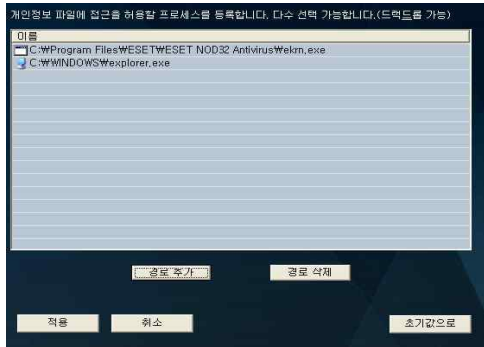 개인정보 파일에 접근을 허용할 프로세스를 등록합니다. 다수 선택 가능합니다.(드랙드롭 가능)
이름
C:₩Program Files₩ESET₩ESET NOD32 Antivirus₩ekrn.exe
C:₩WINDOWS₩explorer.exe
경로 추가
경로 삭제
적용
취소
초기값으로